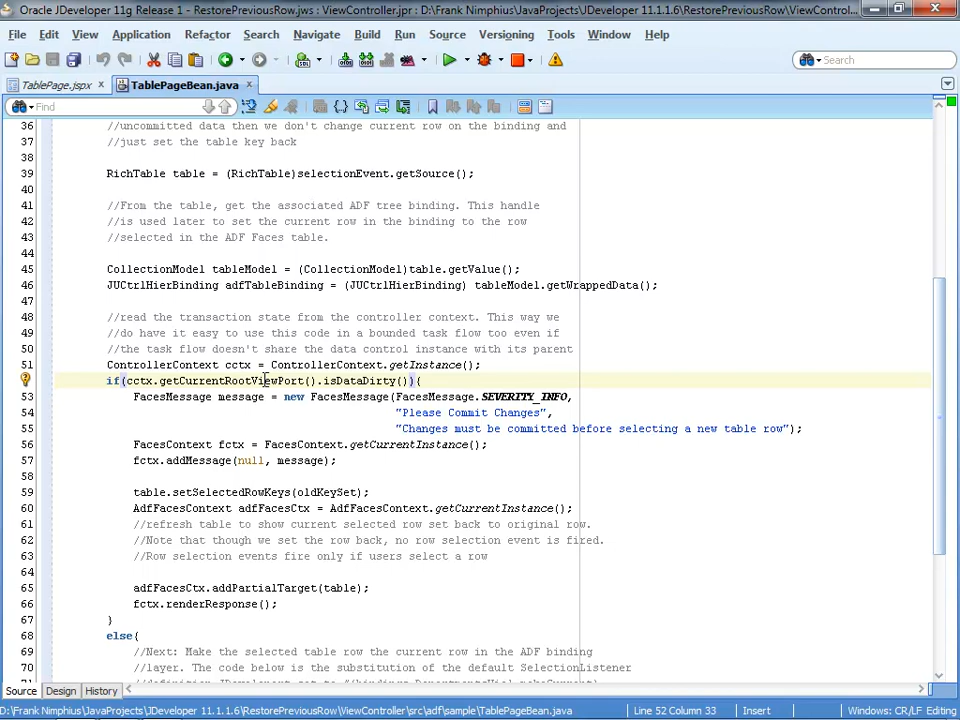 Oracle JDeveloper 11g Release 1 - RestorePreviousRow.jws : ViewController.jpr : D:\Frank Nimphius\JavaProjects\JDeveloper 11.1.1.6\RestorePreviousRow\ViewControl...
File Edit View Application Refactor Search Navigate Build Run Source Versioning Tools Window Help
Search
TablePage.jspx TablePageBean.java
Find
36 //uncommitted data then we don't change current row on the binding and
37 //just set the table key back
38
39 RichTable table = (RichTable)selectionEvent.getSource();
40
41 //From the table, get the associated ADF tree binding. This handle
42 //is used later to set the current row in the binding to the row
43 //selected in the ADF Faces table.
44
45 CollectionModel tableModel = (CollectionModel)table.getValue();
46 JUCtrlHierBinding adfTableBinding = (JUCtrlHierBinding) tableModel.getWrappedData();
47
48 //read the transaction state from the controller context. This way we
49 //do have it easy to use this code in a bounded task flow too even if
50 //the task flow doesn't share the data control instance with its parent
51 ControllerContext cctx = ControllerContext.getInstance();
if(cctx.getCurrentRootViewPort().isDataDirty()){
53 FacesMessage message = new FacesMessage(FacesMessage.SEVERITY_INFO,
54 "Please Commit Changes",
55 "Changes must be committed before selecting a new table row");
56 FacesContext fctx = FacesContext.getCurrentInstance();
57 fctx.addMessage(null, message);
58
59 table.setSelectedRowKeys(oldKeySet);
60 AdfFacesContext adfFacesCtx = AdfFacesContext.getCurrentInstance();
61 //refresh table to show current selected row set back to original row.
62 //Note that though we set the row back, no row selection event is fired.
63 //Row selection events fire only if users select a row
64
65 adfFacesCtx.addPartialTarget(table);
66 fctx.renderResponse();
67 }
68 else{
69 //Next: Make the selected table row the current row in the ADF binding
70 //layer. The code below is the substitution of the default SelectionListener
Source Design History
D:\Frank Nimphius\JavaProjects\JDeveloper 11.1.1.6\RestorePreviousRow\ViewController\src\adf\sample\TablePageBean.java Line 52 Column 33 Insert Windows: CR/LF Editing